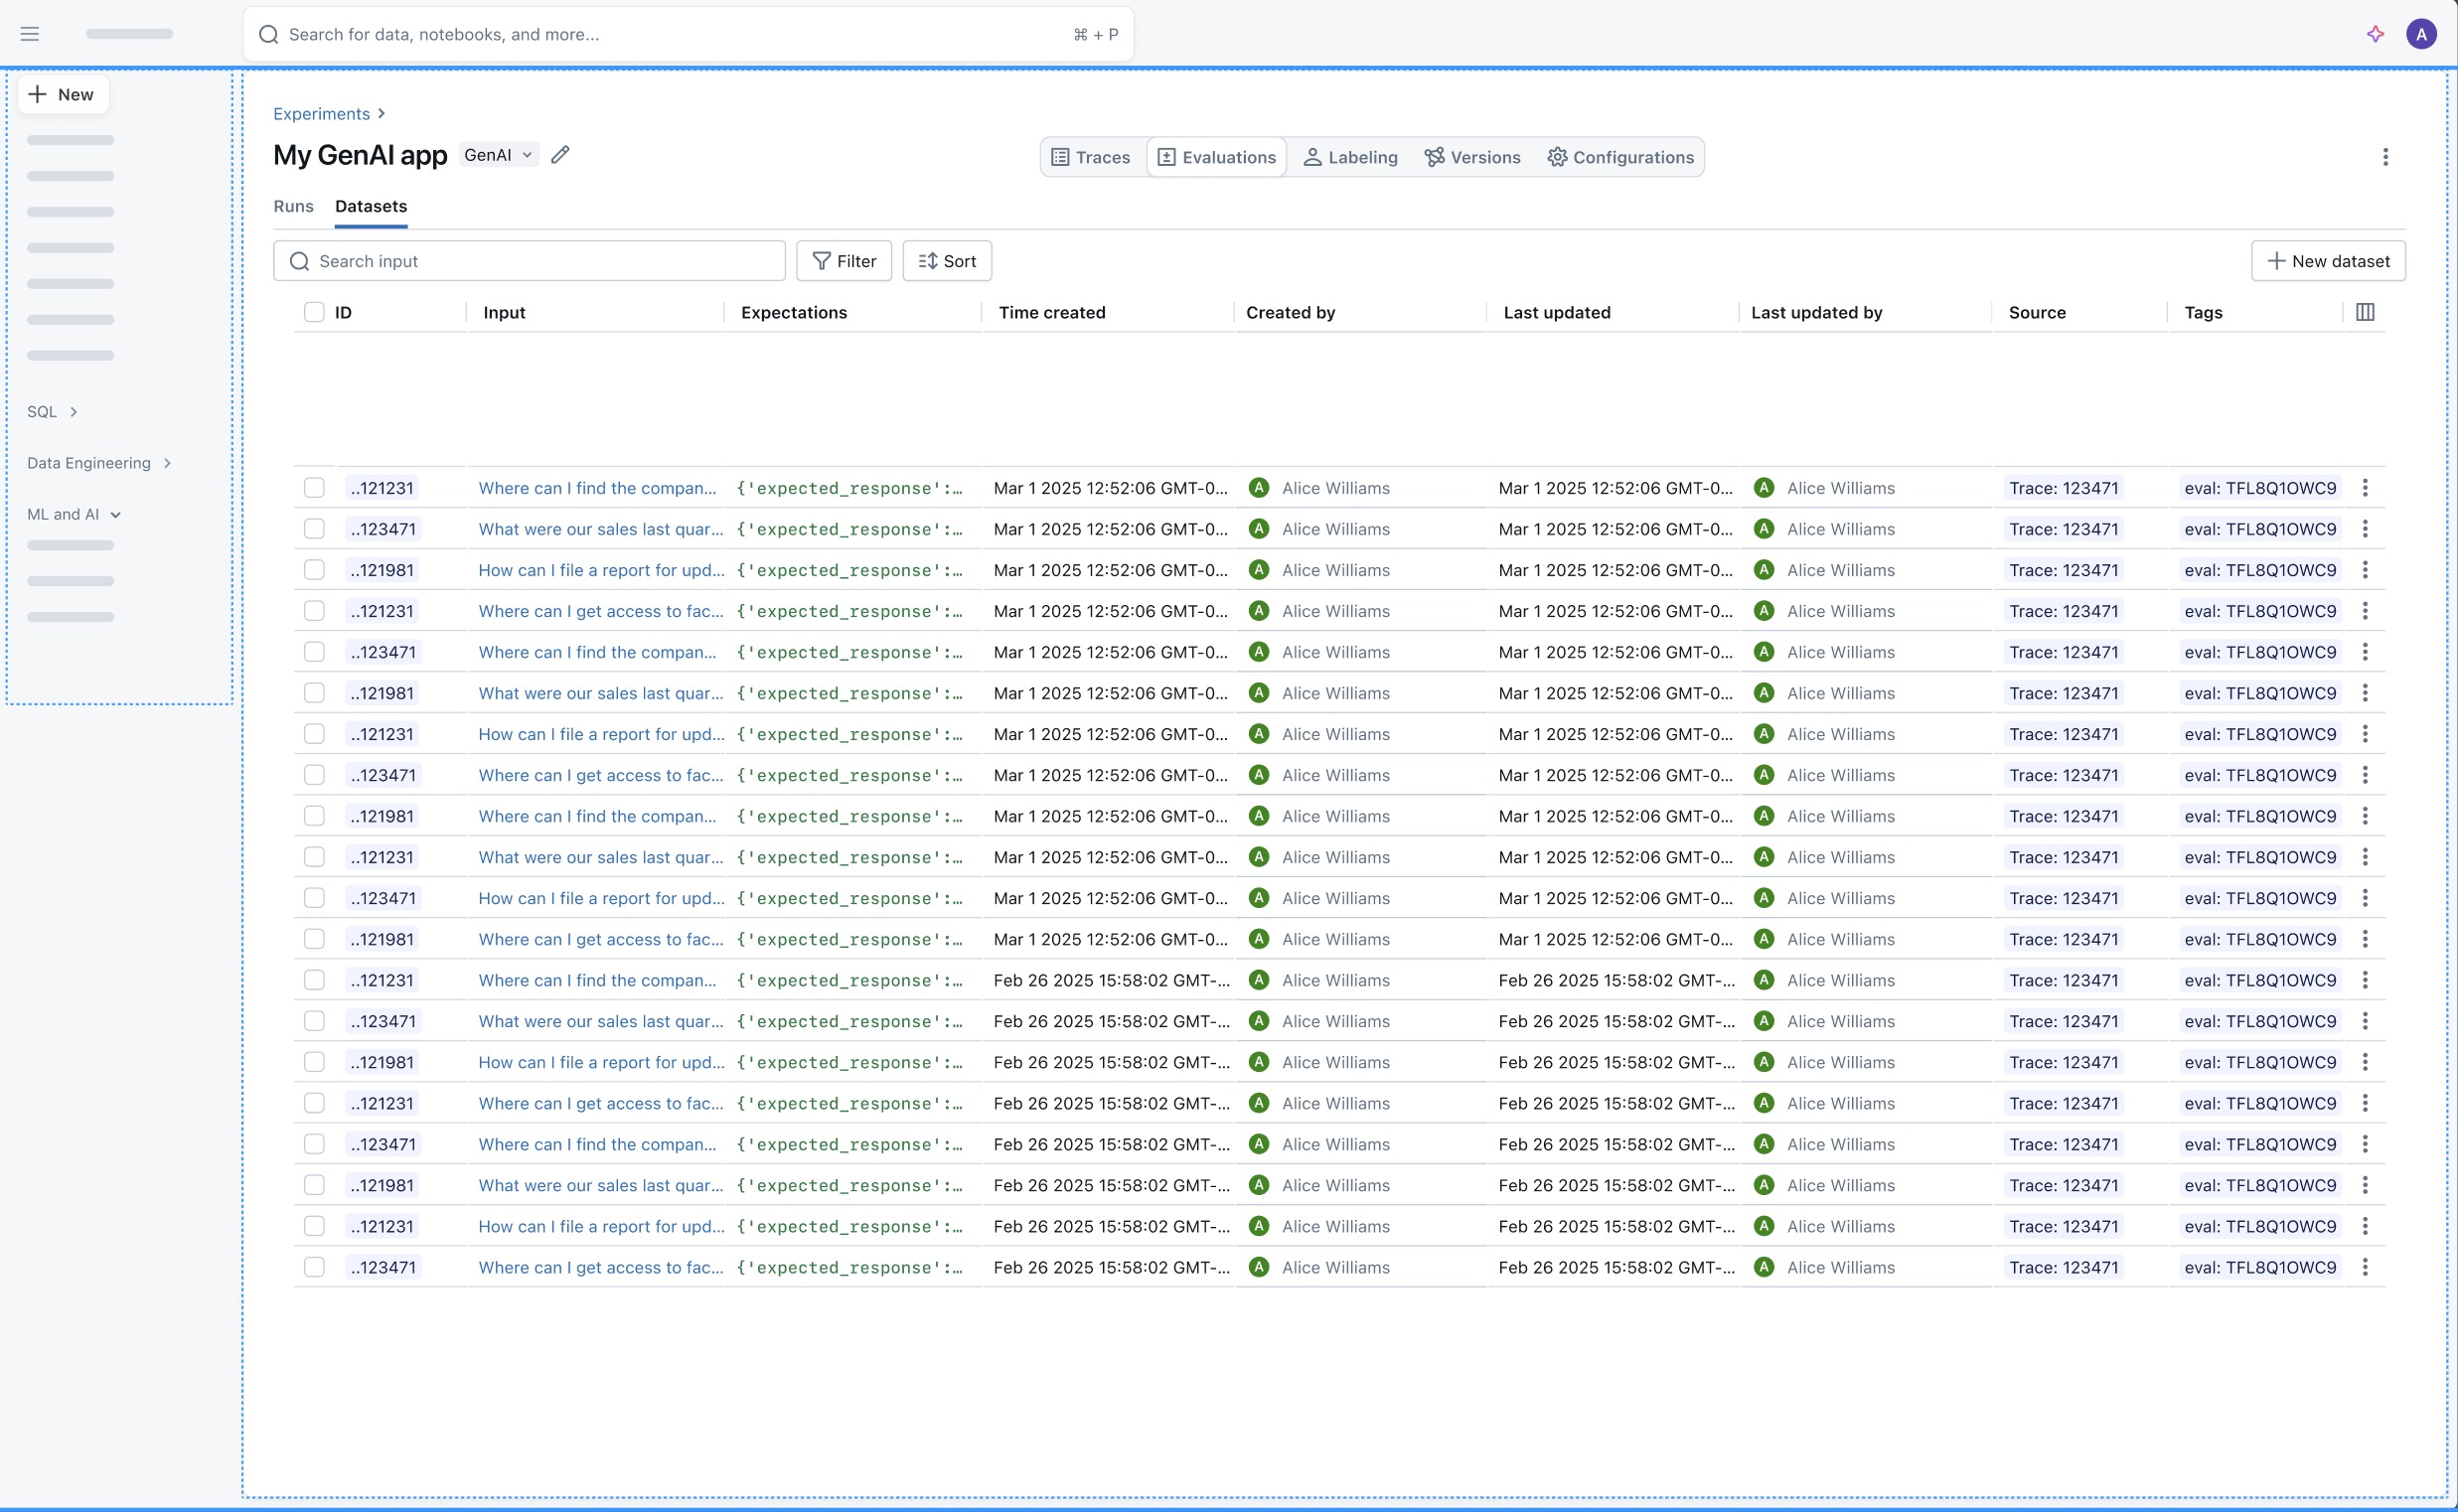 Search for data, notebooks, and more... ⌘ + P A
New
SQL
Data Engineering
ML and AI
Experiments
My GenAI app GenAI
Traces Evaluations Labeling Versions Configurations
Runs Datasets
Search input Filter Sort New dataset
ID Input Expectations Time created Created by Last updated Last updated by Source Tags
..121231 Where can I find the compan... {'expected_response':… Mar 1 2025 12:52:06 GMT-0... A Alice Williams Mar 1 2025 12:52:06 GMT-0... A Alice Williams Trace: 123471 eval: TFL8Q1OWC9
..123471 What were our sales last quar... {'expected_response':… Mar 1 2025 12:52:06 GMT-0... A Alice Williams Mar 1 2025 12:52:06 GMT-0... A Alice Williams Trace: 123471 eval: TFL8Q1OWC9
..121981 How can I file a report for upd... {'expected_response':… Mar 1 2025 12:52:06 GMT-0... A Alice Williams Mar 1 2025 12:52:06 GMT-0... A Alice Williams Trace: 123471 eval: TFL8Q1OWC9
..121231 Where can I get access to fac... {'expected_response':… Mar 1 2025 12:52:06 GMT-0... A Alice Williams Mar 1 2025 12:52:06 GMT-0... A Alice Williams Trace: 123471 eval: TFL8Q1OWC9
..123471 Where can I find the compan... {'expected_response':… Mar 1 2025 12:52:06 GMT-0... A Alice Williams Mar 1 2025 12:52:06 GMT-0... A Alice Williams Trace: 123471 eval: TFL8Q1OWC9
..121981 What were our sales last quar... {'expected_response':… Mar 1 2025 12:52:06 GMT-0... A Alice Williams Mar 1 2025 12:52:06 GMT-0... A Alice Williams Trace: 123471 eval: TFL8Q1OWC9
..121231 How can I file a report for upd... {'expected_response':… Mar 1 2025 12:52:06 GMT-0... A Alice Williams Mar 1 2025 12:52:06 GMT-0... A Alice Williams Trace: 123471 eval: TFL8Q1OWC9
..123471 Where can I get access to fac... {'expected_response':… Mar 1 2025 12:52:06 GMT-0... A Alice Williams Mar 1 2025 12:52:06 GMT-0... A Alice Williams Trace: 123471 eval: TFL8Q1OWC9
..121981 Where can I find the compan... {'expected_response':… Mar 1 2025 12:52:06 GMT-0... A Alice Williams Mar 1 2025 12:52:06 GMT-0... A Alice Williams Trace: 123471 eval: TFL8Q1OWC9
..121231 What were our sales last quar... {'expected_response':… Mar 1 2025 12:52:06 GMT-0... A Alice Williams Mar 1 2025 12:52:06 GMT-0... A Alice Williams Trace: 123471 eval: TFL8Q1OWC9
..123471 How can I file a report for upd... {'expected_response':… Mar 1 2025 12:52:06 GMT-0... A Alice Williams Mar 1 2025 12:52:06 GMT-0... A Alice Williams Trace: 123471 eval: TFL8Q1OWC9
..121981 Where can I get access to fac... {'expected_response':… Mar 1 2025 12:52:06 GMT-0... A Alice Williams Mar 1 2025 12:52:06 GMT-0... A Alice Williams Trace: 123471 eval: TFL8Q1OWC9
..121231 Where can I find the compan... {'expected_response':… Feb 26 2025 15:58:02 GMT-... A Alice Williams Feb 26 2025 15:58:02 GMT-... A Alice Williams Trace: 123471 eval: TFL8Q1OWC9
..123471 What were our sales last quar... {'expected_response':… Feb 26 2025 15:58:02 GMT-... A Alice Williams Feb 26 2025 15:58:02 GMT-... A Alice Williams Trace: 123471 eval: TFL8Q1OWC9
..121981 How can I file a report for upd... {'expected_response':… Feb 26 2025 15:58:02 GMT-... A Alice Williams Feb 26 2025 15:58:02 GMT-... A Alice Williams Trace: 123471 eval: TFL8Q1OWC9
..121231 Where can I get access to fac... {'expected_response':… Feb 26 2025 15:58:02 GMT-... A Alice Williams Feb 26 2025 15:58:02 GMT-... A Alice Williams Trace: 123471 eval: TFL8Q1OWC9
..123471 Where can I find the compan... {'expected_response':… Feb 26 2025 15:58:02 GMT-... A Alice Williams Feb 26 2025 15:58:02 GMT-... A Alice Williams Trace: 123471 eval: TFL8Q1OWC9
..121981 What were our sales last quar... {'expected_response':… Feb 26 2025 15:58:02 GMT-... A Alice Williams Feb 26 2025 15:58:02 GMT-... A Alice Williams Trace: 123471 eval: TFL8Q1OWC9
..121231 How can I file a report for upd... {'expected_response':… Feb 26 2025 15:58:02 GMT-... A Alice Williams Feb 26 2025 15:58:02 GMT-... A Alice Williams Trace: 123471 eval: TFL8Q1OWC9
..123471 Where can I get access to fac... {'expected_response':… Feb 26 2025 15:58:02 GMT-... A Alice Williams Feb 26 2025 15:58:02 GMT-... A Alice Williams Trace: 123471 eval: TFL8Q1OWC9